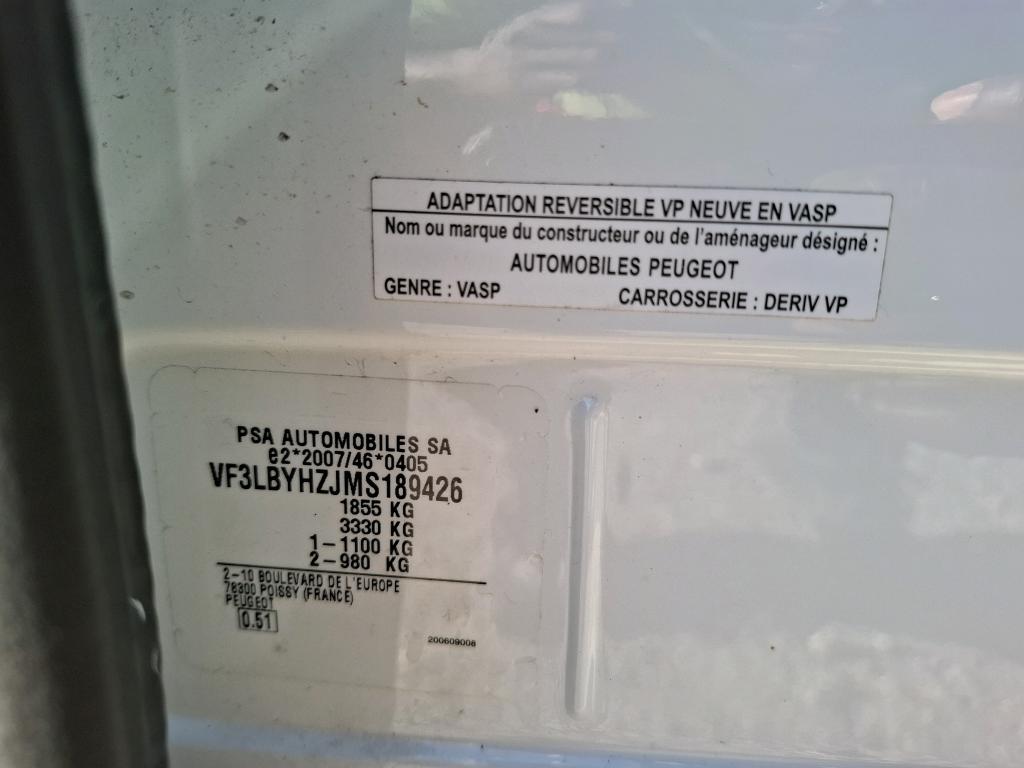 ADAPTATION REVERSIBLE VP NEUVE EN VASP
Nom ou marque du constructeur ou de l'aménageur désigné :
AUTOMOBILES PEUGEOT
GENRE : VASP CARROSSERIE : DERIV VP
PSA AUTOMOBILES SA
e2*2007/46*0405
VF3LBYHZJMS189426
1855 KG
3330 KG
1-1100 KG
2-980 KG
2-10 BOULEVARD DE L'EUROPE
78300 POISSY (FRANCE)
PEUGEOT
0.51
200609008